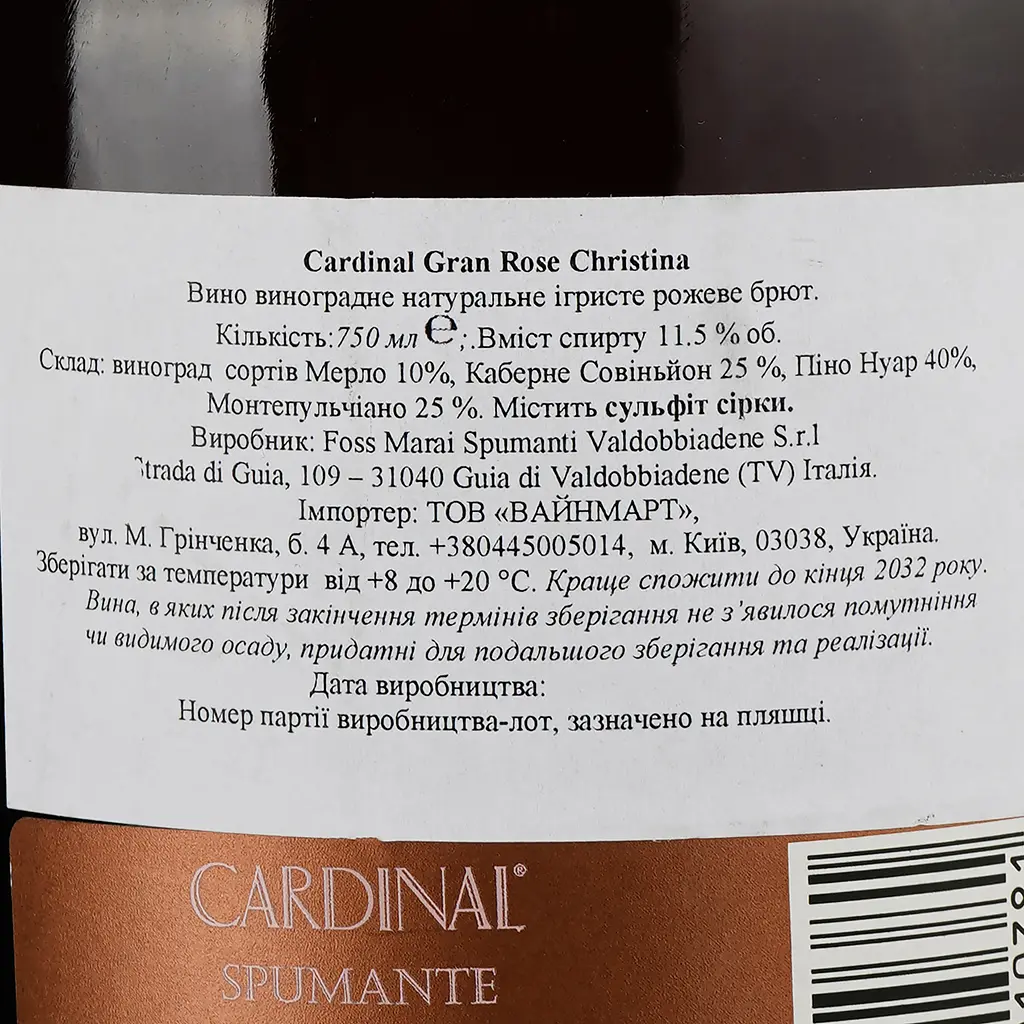 Cardinal Gran Rose Christina
Вино виноградне натуральне ігристе рожеве брют.
Кількість:750 мл ℮;.Вміст спирту 11.5 % об.
Склад: виноград сортів Мерло 10%, Каберне Совіньйон 25 %, Піно Нуар 40%,
Монтепульчіано 25 %. Містить сульфіт сірки.
Виробник: Foss Marai Spumanti Valdobbiadene S.r.l
Strada di Guia, 109 – 31040 Guia di Valdobbiadene (TV) Італія.
Імпортер: ТОВ «ВАЙНМАРТ»,
вул. М. Грінченка, б. 4 А, тел. +380445005014, м. Київ, 03038, Україна.
Зберігати за температури від +8 до +20 °С. Краще спожити до кінця 2032 року.
Вина, в яких після закінчення термінів зберігання не з’явилося помутніння
чи видимого осаду, придатні для подальшого зберігання та реалізації.
Дата виробництва:
Номер партії виробництва-лот, зазначено на пляшці.
CARDINAL®
SPUMANTE